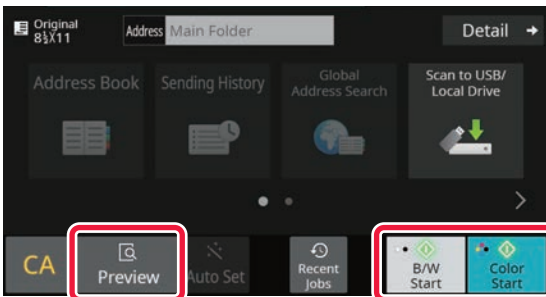 Original
8½X11
Address Main Folder
Detail
Address Book
Sending History
Global
Address Search
Scan to USB/
Local Drive
CA
Preview
Auto Set
Recent
Jobs
B/W
Start
Color
Start